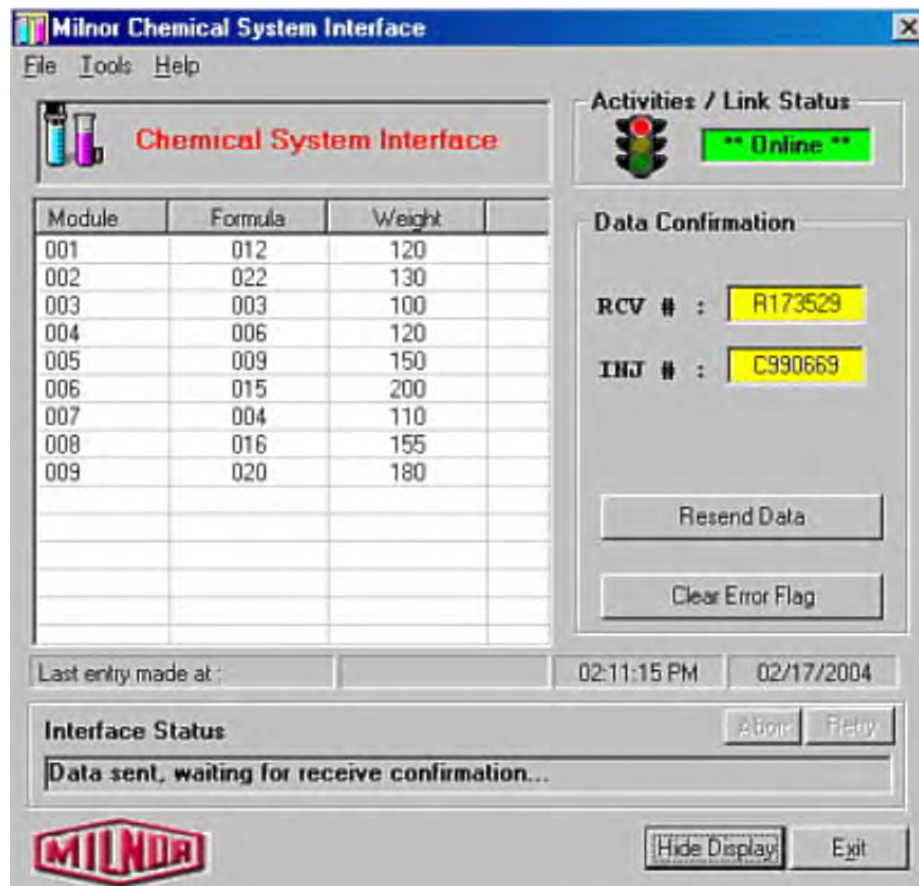 Milnor Chemical System Interface
File Tools Help
Chemical System Interface
Activities / Link Status
** Online **
Module Formula Weight
001 012 120
002 022 130
003 003 100
004 006 120
005 009 150
006 015 200
007 004 110
008 016 155
009 020 180
Data Confirmation
RCV # : R173529
INJ # : C990669
Resend Data
Clear Error Flag
Last entry made at :
02:11:15 PM 02/17/2004
Interface Status
Abort Retry
Data sent, waiting for receive confirmation...
MILNOR
Hide Display Exit